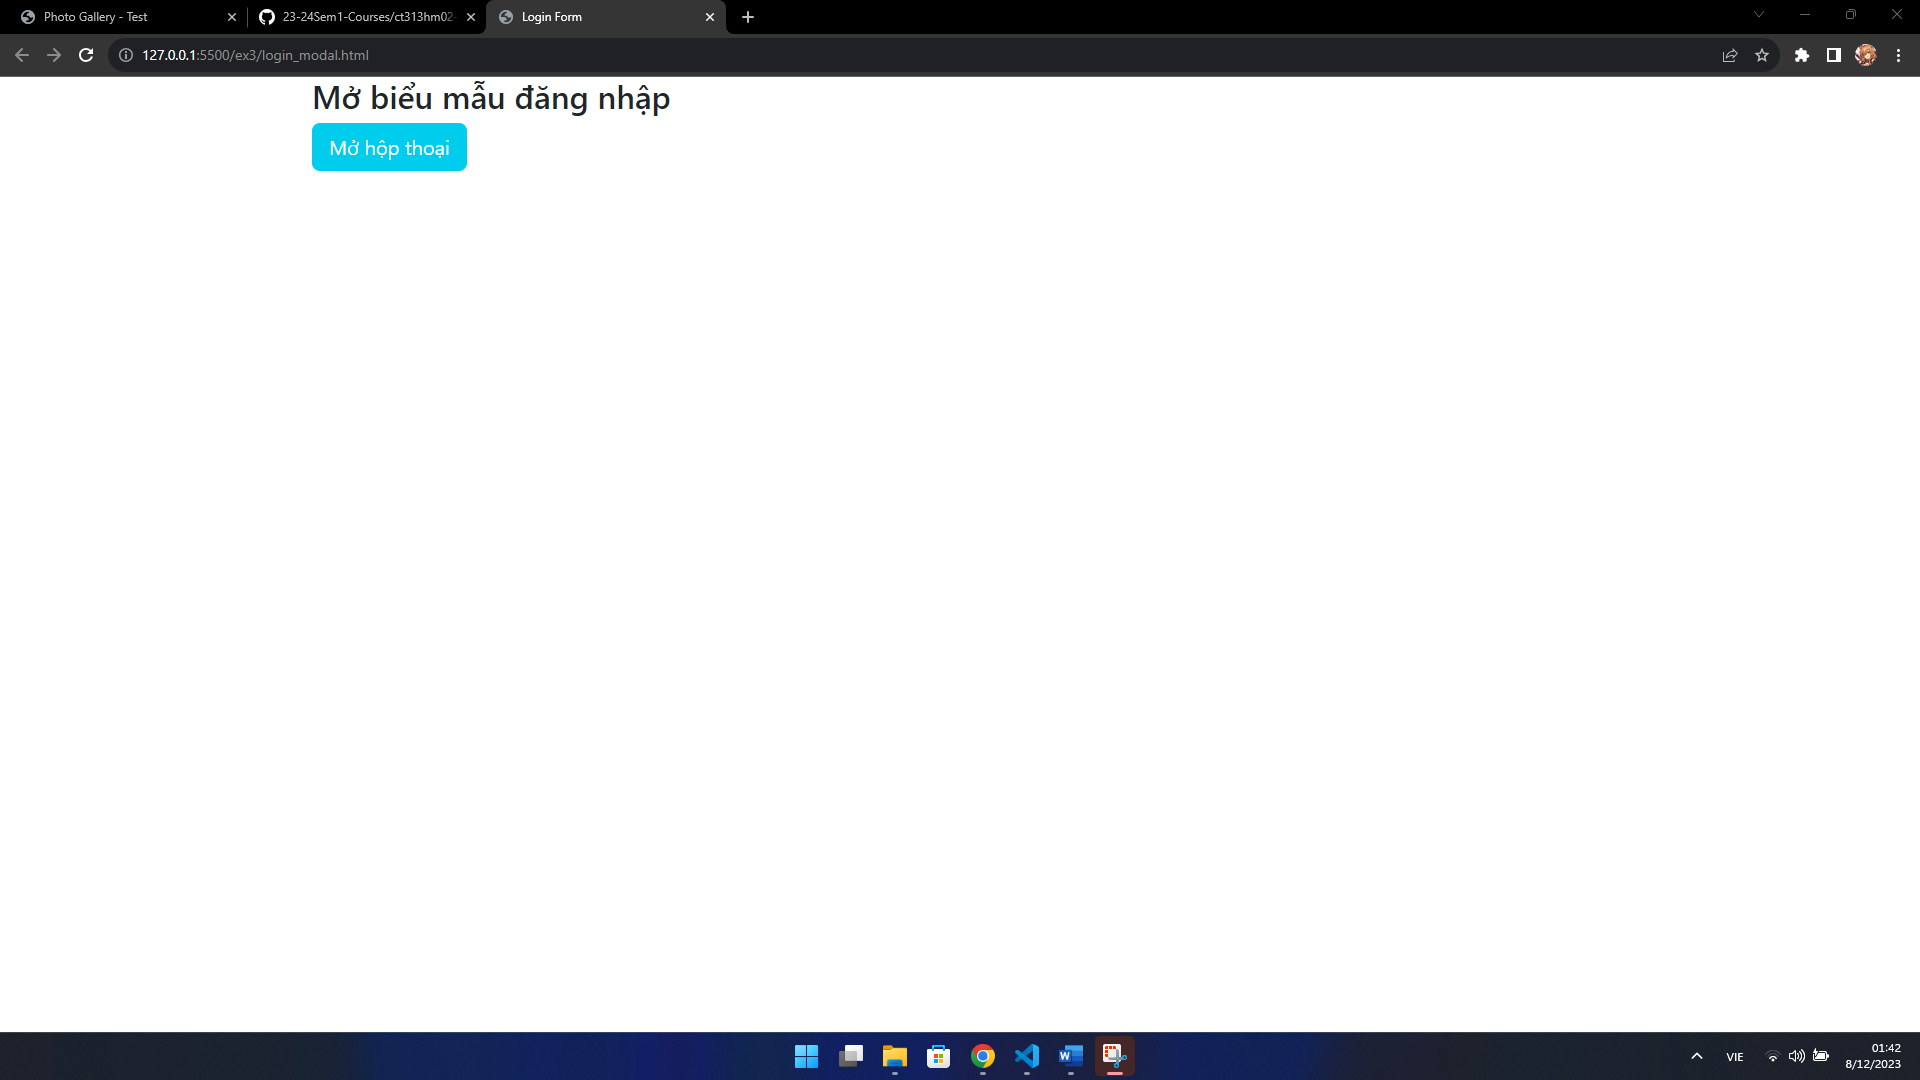 Photo Gallery - Test
23-24Sem1-Courses/ct313hm02-
Login Form
127.0.0.1:5500/ex3/login_modal.html
Mở biểu mẫu đăng nhập
Mở hộp thoại
W
VIE
01:42
8/12/2023